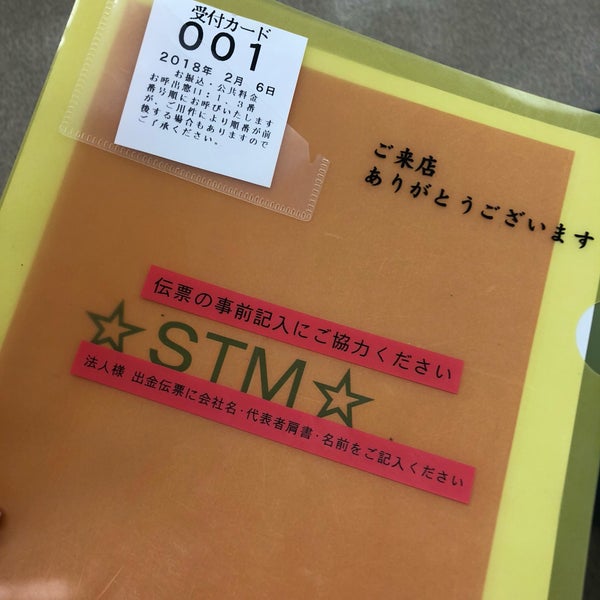 受付カード
001
2018年 2月 6日
お振込・公共料金
お呼出窓口:1、3番
番号順にお呼びいたします
が、ご用件により順番が前
後する場合もありますので
ご了承ください。
ご来店
ありがとうございます
伝票の事前記入にご協力ください
☆STM☆
法人様 出金伝票に会社名・代表者肩書・名前をご記入ください